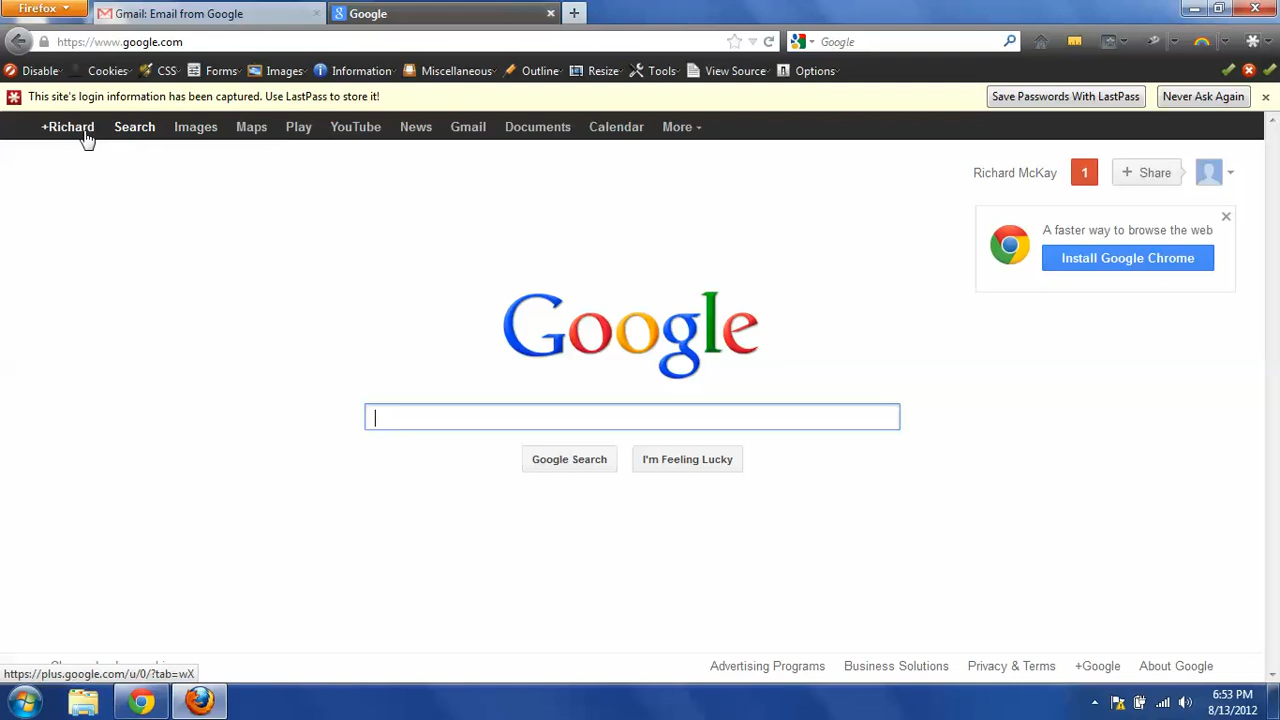 Firefox
Gmail: Email from Google
Google
https://www.google.com
Google
Disable
Cookies
CSS
Forms
Images
Information
Miscellaneous
Outline
Resize
Tools
View Source
Options
This site's login information has been captured. Use LastPass to store it!
Save Passwords With LastPass
Never Ask Again
+Richard
Search
Images
Maps
Play
YouTube
News
Gmail
Documents
Calendar
More
Richard McKay
1
+ Share
A faster way to browse the web
Install Google Chrome
Google
Google Search
I'm Feeling Lucky
Advertising Programs
Business Solutions
Privacy & Terms
+Google
About Google
https://plus.google.com/u/0/?tab=wX
6:53 PM
8/13/2012